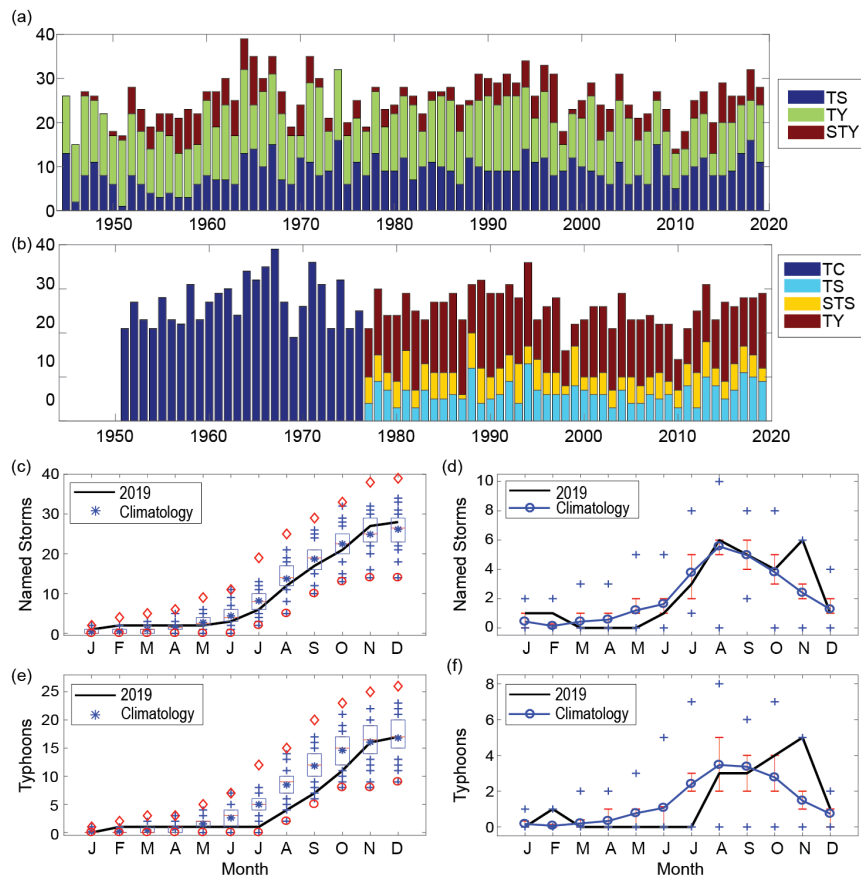 (a)
40
30
20
10
0
1950 1960 1970 1980 1990 2000 2010 2020
TS
TY
STY
(b)
40
30
20
10
0
1950 1960 1970 1980 1990 2000 2010 2020
TC
TS
STS
TY
(c)
Named Storms
40
30
20
10
0
2019
Climatology
J F M A M J J A S O N D
(d)
Named Storms
10
8
6
4
2
0
2019
Climatology
J F M A M J J A S O N D
(e)
Typhoons
25
20
15
10
5
0
2019
Climatology
J F M A M J J A S O N D
Month
(f)
Typhoons
8
6
4
2
0
2019
Climatology
J F M A M J J A S O N D
Month